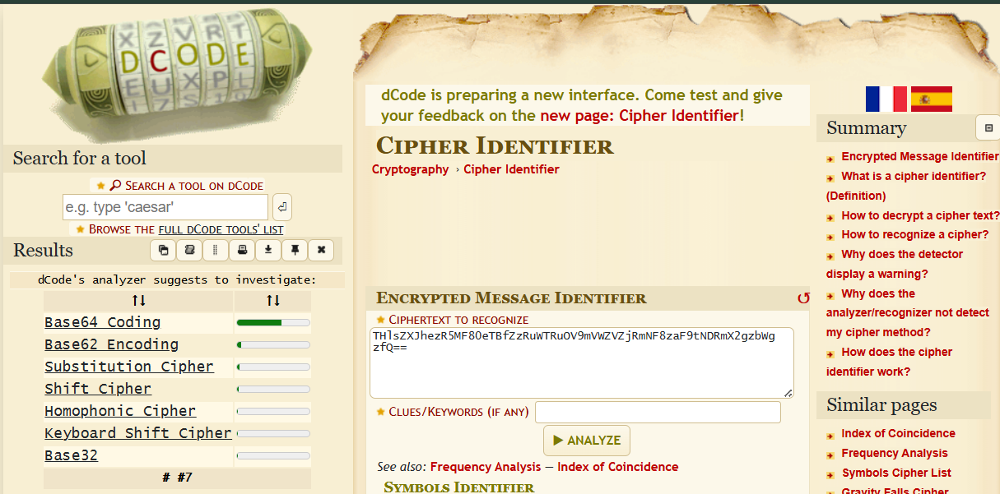 X Z V R T
DCODE
E U X P L
dCode is preparing a new interface. Come test and give
your feedback on the new page: Cipher Identifier!
Cipher Identifier
Cryptography › Cipher Identifier
Search for a tool
Search a tool on dCode
e.g. type 'caesar'
Browse the full dCode tools' list
Results
dCode's analyzer suggests to investigate:
↑↓ ↑↓
Base64 Coding
Base62 Encoding
Substitution Cipher
Shift Cipher
Homophonic Cipher
Keyboard Shift Cipher
Base32
# #7
Encrypted Message Identifier
Ciphertext to recognize
THlsZXJhezR5MF80eTBfZzRuWTRuOV9mVWZVZjRmNF8zaF9tNDRmX2gzbWg
zfQ==
Clues/Keywords (if any)
▶ ANALYZE
See also: Frequency Analysis — Index of Coincidence
Symbols Identifier
Summary
Encrypted Message Identifier
What is a cipher identifier?
(Definition)
How to decrypt a cipher text?
How to recognize a cipher?
Why does the detector
display a warning?
Why does the
analyzer/recognizer not detect
my cipher method?
How does the cipher
identifier work?
Similar pages
Index of Coincidence
Frequency Analysis
Symbols Cipher List
Gravity Falls Cipher